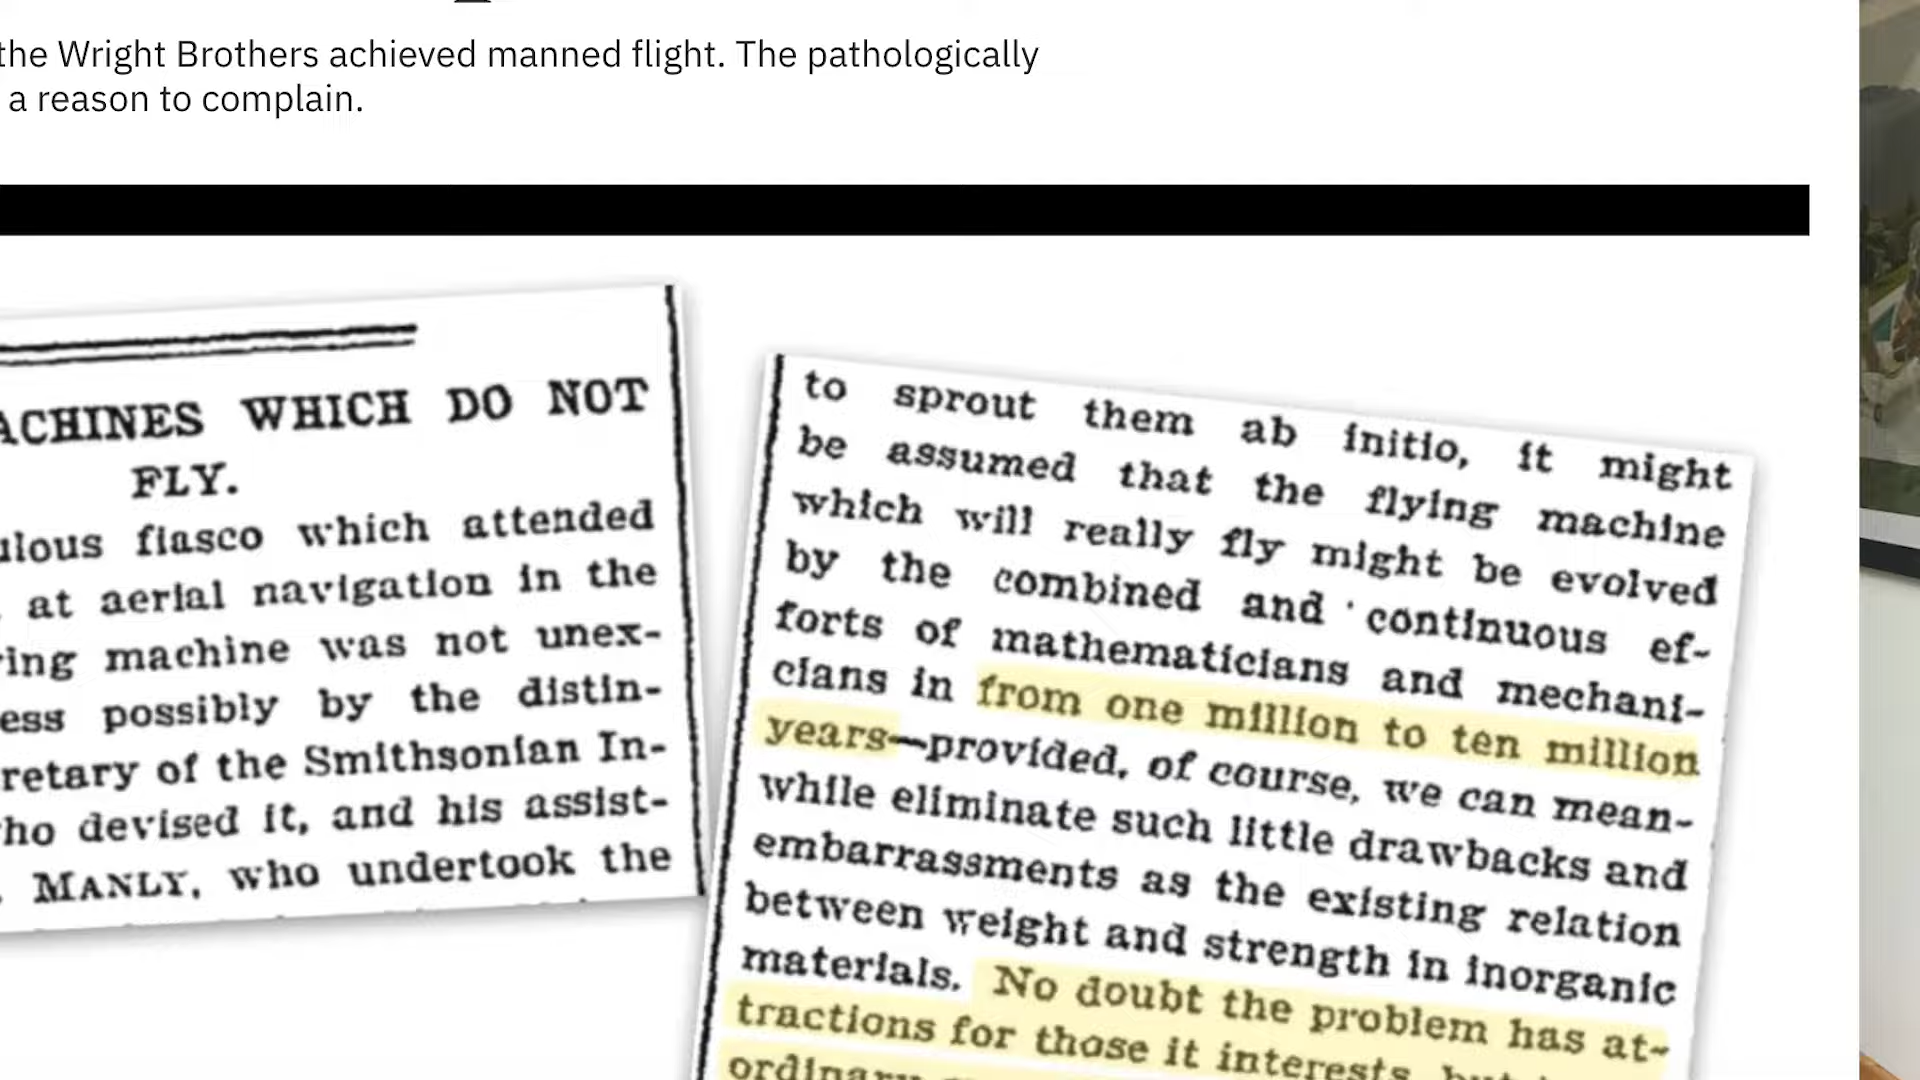 the Wright Brothers achieved manned flight. The pathologically
a reason to complain.
ACHINES WHICH DO NOT
FLY.
ulous fiasco which attended
at aerial navigation in the
ing machine was not unex-
ess possibly by the distin-
retary of the Smithsonian In-
ho devised it, and his assist-
MANLY, who undertook the
to sprout them ab initio, it might
be assumed that the flying machine
which will really fly might be evolved
by the combined and continuous ef-
forts of mathematicians and mechani-
cians in from one million to ten million
years—provided, of course, we can mean-
while eliminate such little drawbacks and
embarrassments as the existing relation
between weight and strength in inorganic
materials. No doubt the problem has at-
tractions for those it interests, but
ordinary